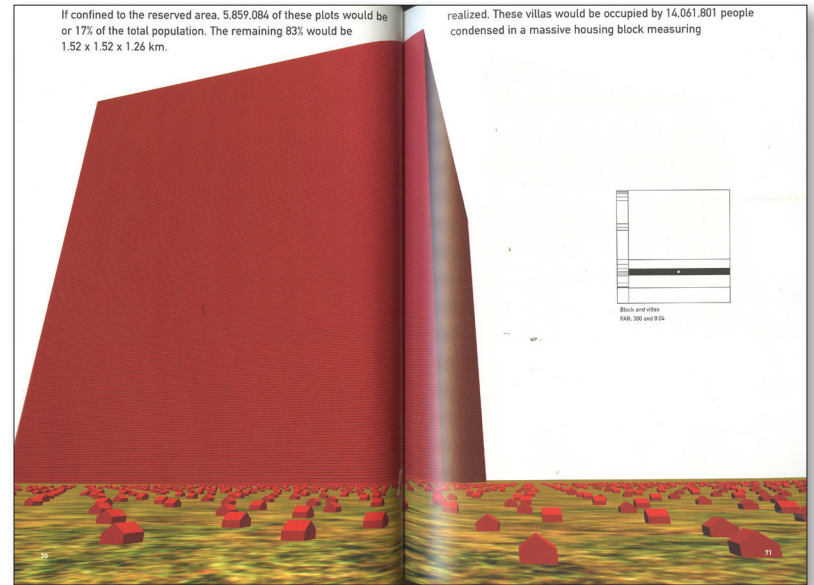 If confined to the reserved area, 5,859,084 of these plots would be realized. These villas would be occupied by 14,061,801 people
or 17% of the total population. The remaining 83% would be condensed in a massive housing block measuring
1.52 x 1.52 x 1.26 km.
Block and villas
FAR: 300 and 0.04
70
71